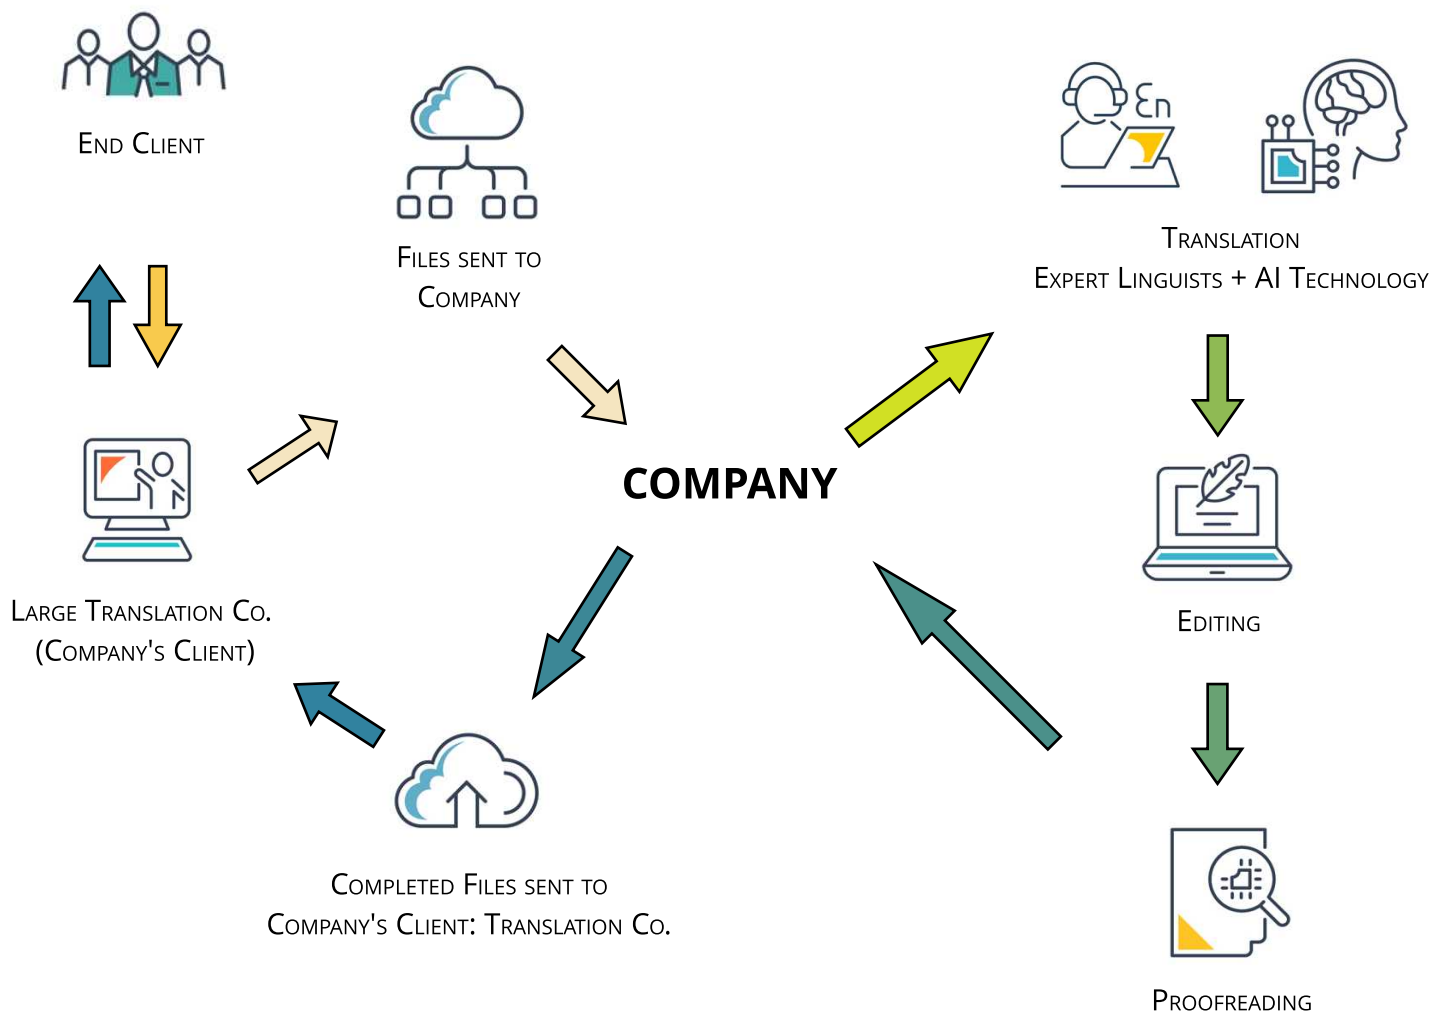 End Client
Files sent to
Company
En
Translation
Expert Linguists + AI Technology
COMPANY
Large Translation Co.
(Company's Client)
Editing
Completed Files sent to
Company's Client: Translation Co.
Proofreading